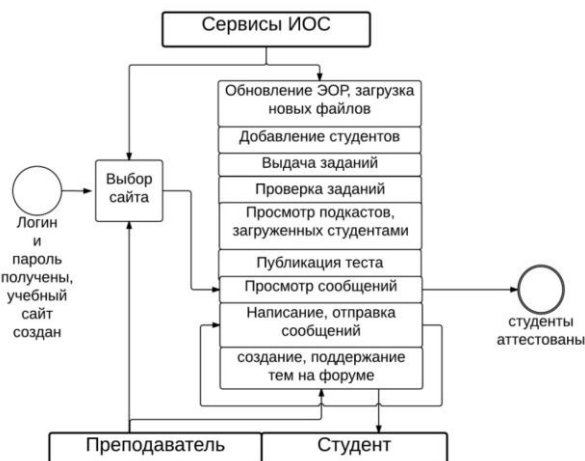 Сервисы ИОС
Обновление ЭОР, загрузка
новых файлов
Добавление студентов
Выдача заданий
Проверка заданий
Просмотр подкастов,
загруженных студентами
Публикация теста
Просмотр сообщений
Написание, отправка
сообщений
создание, поддержание
тем на форуме
Выбор
сайта
Логин
и
пароль
получены,
учебный
сайт
создан
студенты
аттестованы
Преподаватель
Студент